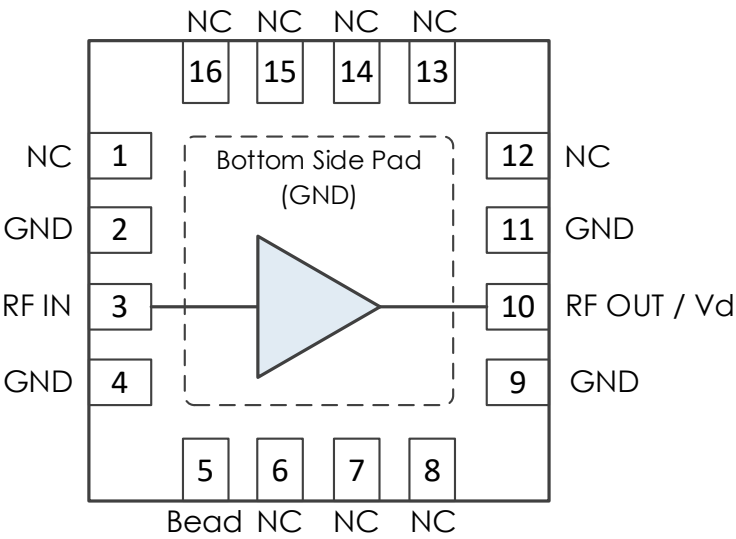 NC NC NC NC
16 15 14 13
NC 1 Bottom Side Pad 12 NC
(GND)
GND 2 11 GND
RF IN 3 10 RF OUT / Vd
GND 4 9 GND
5 6 7 8
Bead NC NC NC